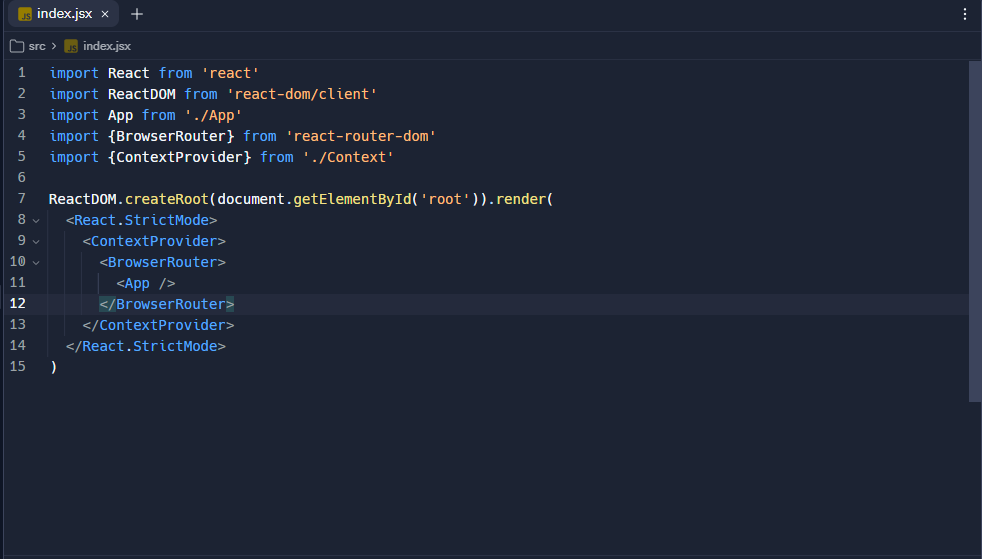 JS index.jsx × +
src > JS index.jsx
1 import React from 'react'
2 import ReactDOM from 'react-dom/client'
3 import App from './App'
4 import {BrowserRouter} from 'react-router-dom'
5 import {ContextProvider} from './Context'
6
7 ReactDOM.createRoot(document.getElementById('root')).render(
8   <React.StrictMode>
9     <ContextProvider>
10       <BrowserRouter>
11         <App />
12       </BrowserRouter>
13     </ContextProvider>
14   </React.StrictMode>
15 )